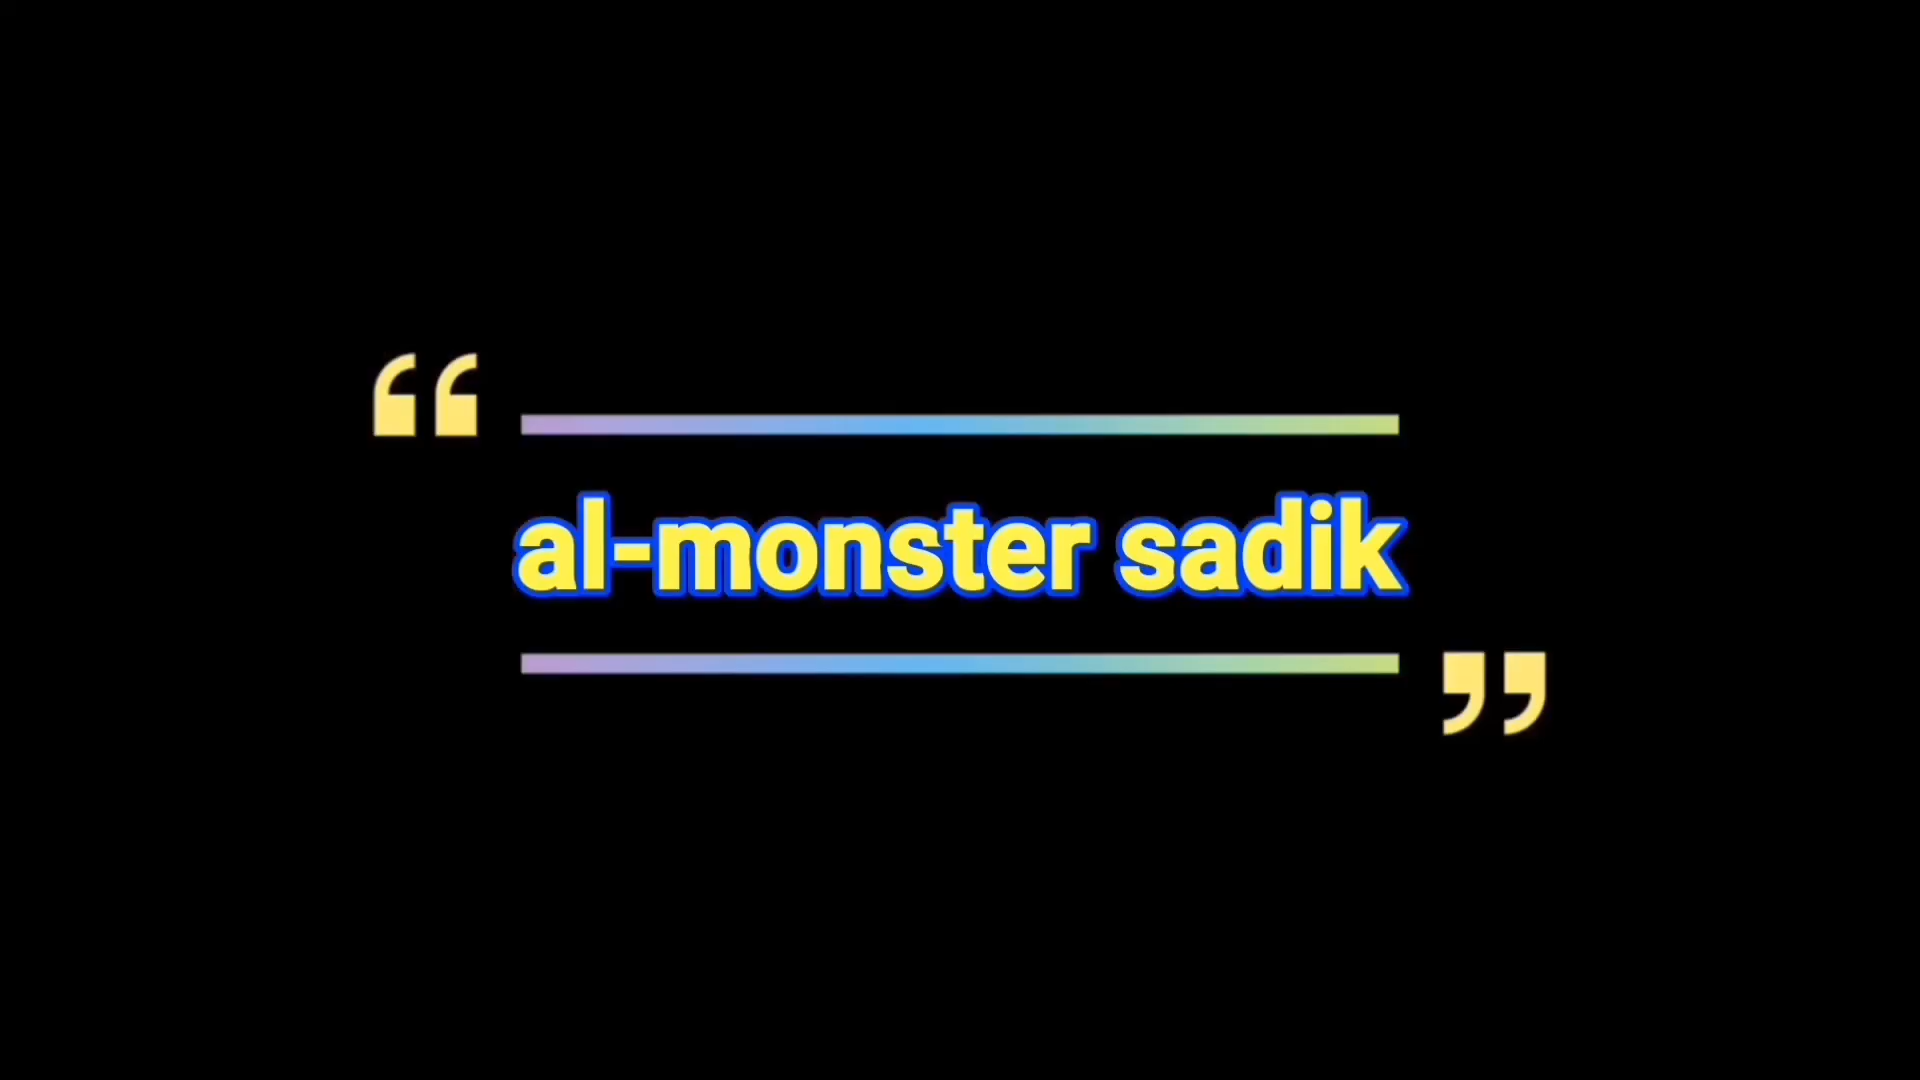 “
al-monster sadik
”